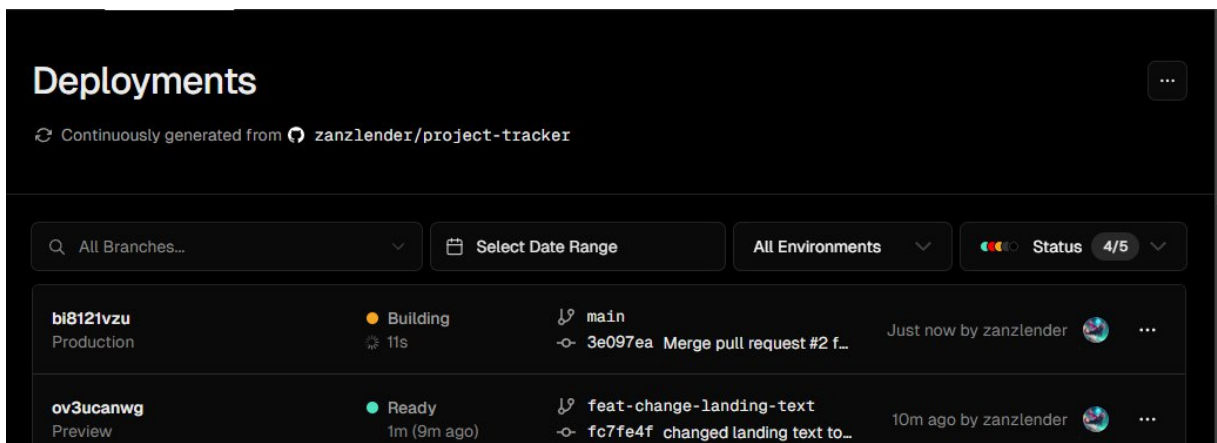 Deployments
Continuously generated from zanzlender/project-tracker
All Branches...
Select Date Range
All Environments
Status 4/5
bi8121vzu
Production
Building
11s
main
3e097ea Merge pull request #2 f...
Just now by zanzlender
ov3ucanwg
Preview
Ready
1m (9m ago)
feat-change-landing-text
fc7fe4f changed landing text to...
10m ago by zanzlender